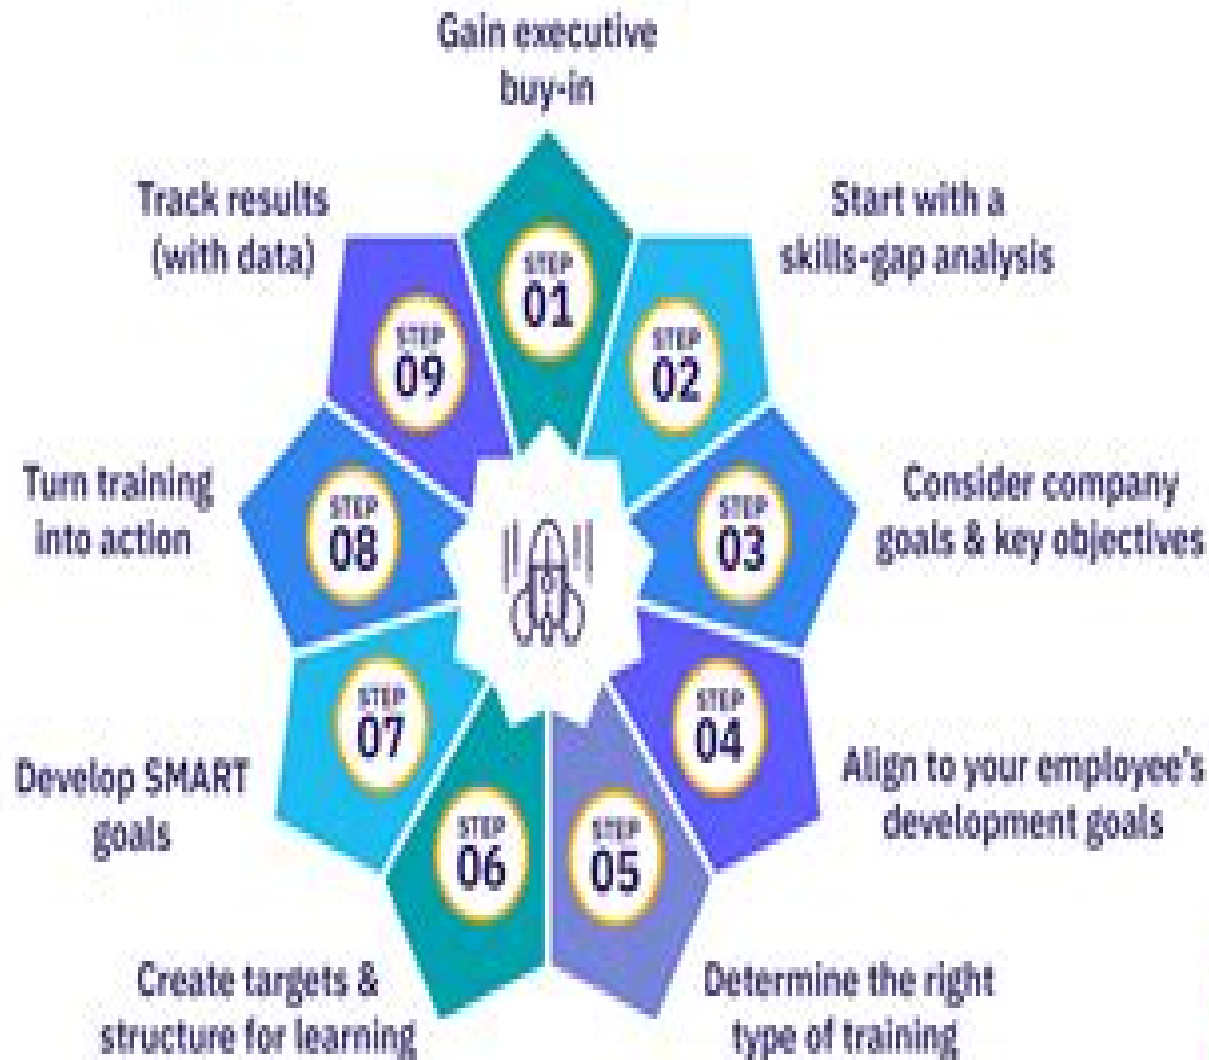 Gain executive
buy-in
STEP
01
Start with a
skills-gap analysis
STEP
02
Consider company
goals & key objectives
STEP
03
Align to your employee's
development goals
STEP
04
Determine the right
type of training
STEP
05
Create targets &
structure for learning
STEP
06
Develop SMART
goals
STEP
07
Turn training
into action
STEP
08
Track results
(with data)
STEP
09